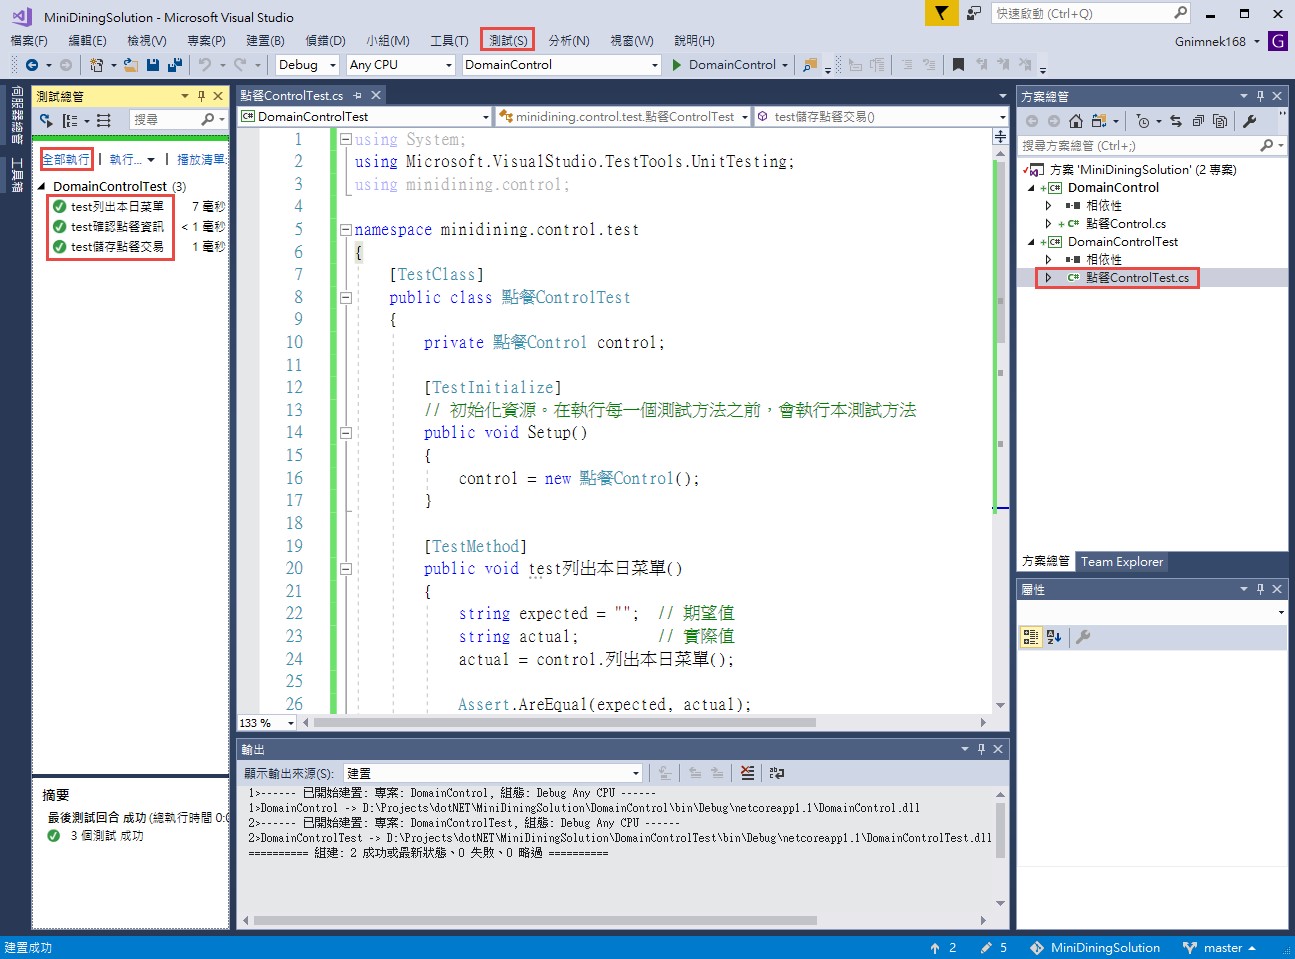 MiniDiningSolution - Microsoft Visual Studio
快速啟動 (Ctrl+Q)
檔案(F) 編輯(E) 檢視(V) 專案(P) 建置(B) 偵錯(D) 小組(M) 工具(T) 測試(S) 分析(N) 視窗(W) 說明(H)
Gnimnek168 G
Debug Any CPU DomainControl DomainControl
伺服器總管
工具箱
測試總管
搜尋
全部執行 | 執行... | 播放清單:
DomainControlTest (3)
test列出本日菜單 7 毫秒
test確認點餐資訊 < 1 毫秒
test儲存點餐交易 1 毫秒
摘要
最後測試回合 成功 (總執行時間 0:0
3 個測試 成功
點餐ControlTest.cs
DomainControlTest minidining.control.test.點餐ControlTest test儲存點餐交易()
1 using System;
2 using Microsoft.VisualStudio.TestTools.UnitTesting;
3 using minidining.control;
4
5 namespace minidining.control.test
6 {
7 [TestClass]
8 public class 點餐ControlTest
9 {
10 private 點餐Control control;
11
12 [TestInitialize]
13 // 初始化資源。在執行每一個測試方法之前，會執行本測試方法
14 public void Setup()
15 {
16 control = new 點餐Control();
17 }
18
19 [TestMethod]
20 public void test列出本日菜單()
21 {
22 string expected = ""; // 期望值
23 string actual; // 實際值
24 actual = control.列出本日菜單();
25
26 Assert.AreEqual(expected, actual);
133 %
輸出
顯示輸出來源(S): 建置
1>------ 已開始建置: 專案: DomainControl, 組態: Debug Any CPU ------
1>DomainControl -> D:\Projects\dotNET\MiniDiningSolution\DomainControl\bin\Debug\netcoreapp1.1\DomainControl.dll
2>------ 已開始建置: 專案: DomainControlTest, 組態: Debug Any CPU ------
2>DomainControlTest -> D:\Projects\dotNET\MiniDiningSolution\DomainControlTest\bin\Debug\netcoreapp1.1\DomainControlTest.dll
========== 組建: 2 成功或最新狀態、0 失敗、0 略過 ==========
方案總管
搜尋方案總管 (Ctrl+;)
方案 'MiniDiningSolution' (2 專案)
DomainControl
相依性
點餐Control.cs
DomainControlTest
相依性
點餐ControlTest.cs
方案總管 Team Explorer
屬性
建置成功
2 5 MiniDiningSolution master